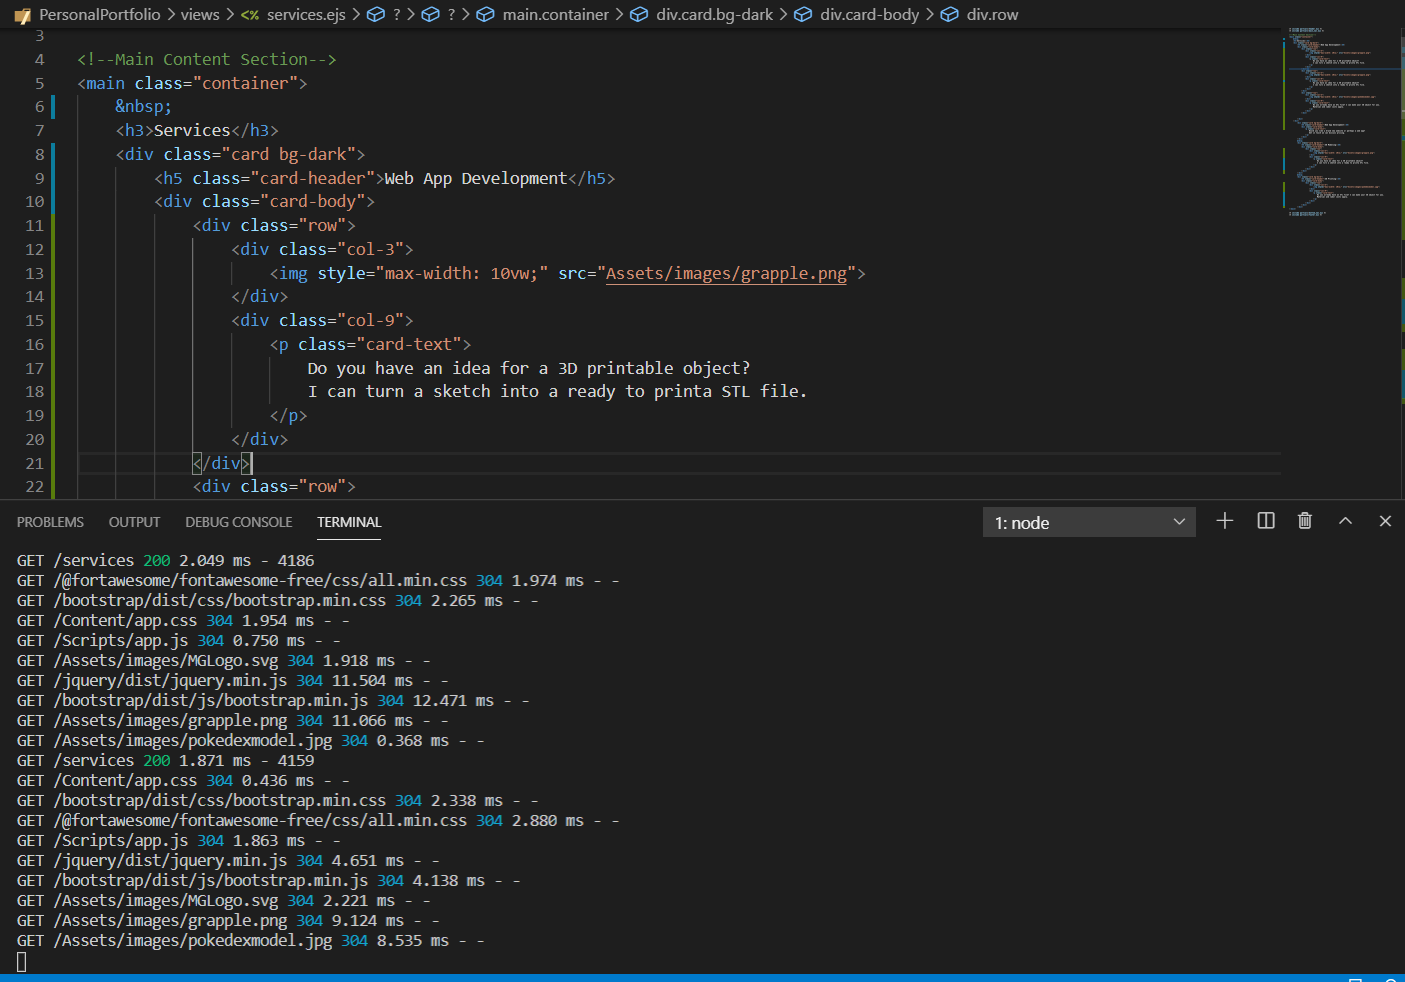 PersonalPortfolio > views > <% services.ejs > ? > ? > main.container > div.card.bg-dark > div.card-body > div.row
3
4 <!--Main Content Section-->
5 <main class="container">
6 &nbsp;
7 <h3>Services</h3>
8 <div class="card bg-dark">
9 <h5 class="card-header">Web App Development</h5>
10 <div class="card-body">
11 <div class="row">
12 <div class="col-3">
13 <img style="max-width: 10vw;" src="Assets/images/grapple.png">
14 </div>
15 <div class="col-9">
16 <p class="card-text">
17 Do you have an idea for a 3D printable object?
18 I can turn a sketch into a ready to printa STL file.
19 </p>
20 </div>
21 </div>
22 <div class="row">
PROBLEMS OUTPUT DEBUG CONSOLE TERMINAL 1: node
GET /services 200 2.049 ms - 4186
GET /@fortawesome/fontawesome-free/css/all.min.css 304 1.974 ms - -
GET /bootstrap/dist/css/bootstrap.min.css 304 2.265 ms - -
GET /Content/app.css 304 1.954 ms - -
GET /Scripts/app.js 304 0.750 ms - -
GET /Assets/images/MGLogo.svg 304 1.918 ms - -
GET /jquery/dist/jquery.min.js 304 11.504 ms - -
GET /bootstrap/dist/js/bootstrap.min.js 304 12.471 ms - -
GET /Assets/images/grapple.png 304 11.066 ms - -
GET /Assets/images/pokedexmodel.jpg 304 0.368 ms - -
GET /services 200 1.871 ms - 4159
GET /Content/app.css 304 0.436 ms - -
GET /bootstrap/dist/css/bootstrap.min.css 304 2.338 ms - -
GET /@fortawesome/fontawesome-free/css/all.min.css 304 2.880 ms - -
GET /Scripts/app.js 304 1.863 ms - -
GET /jquery/dist/jquery.min.js 304 4.651 ms - -
GET /bootstrap/dist/js/bootstrap.min.js 304 4.138 ms - -
GET /Assets/images/MGLogo.svg 304 2.221 ms - -
GET /Assets/images/grapple.png 304 9.124 ms - -
GET /Assets/images/pokedexmodel.jpg 304 8.535 ms - -